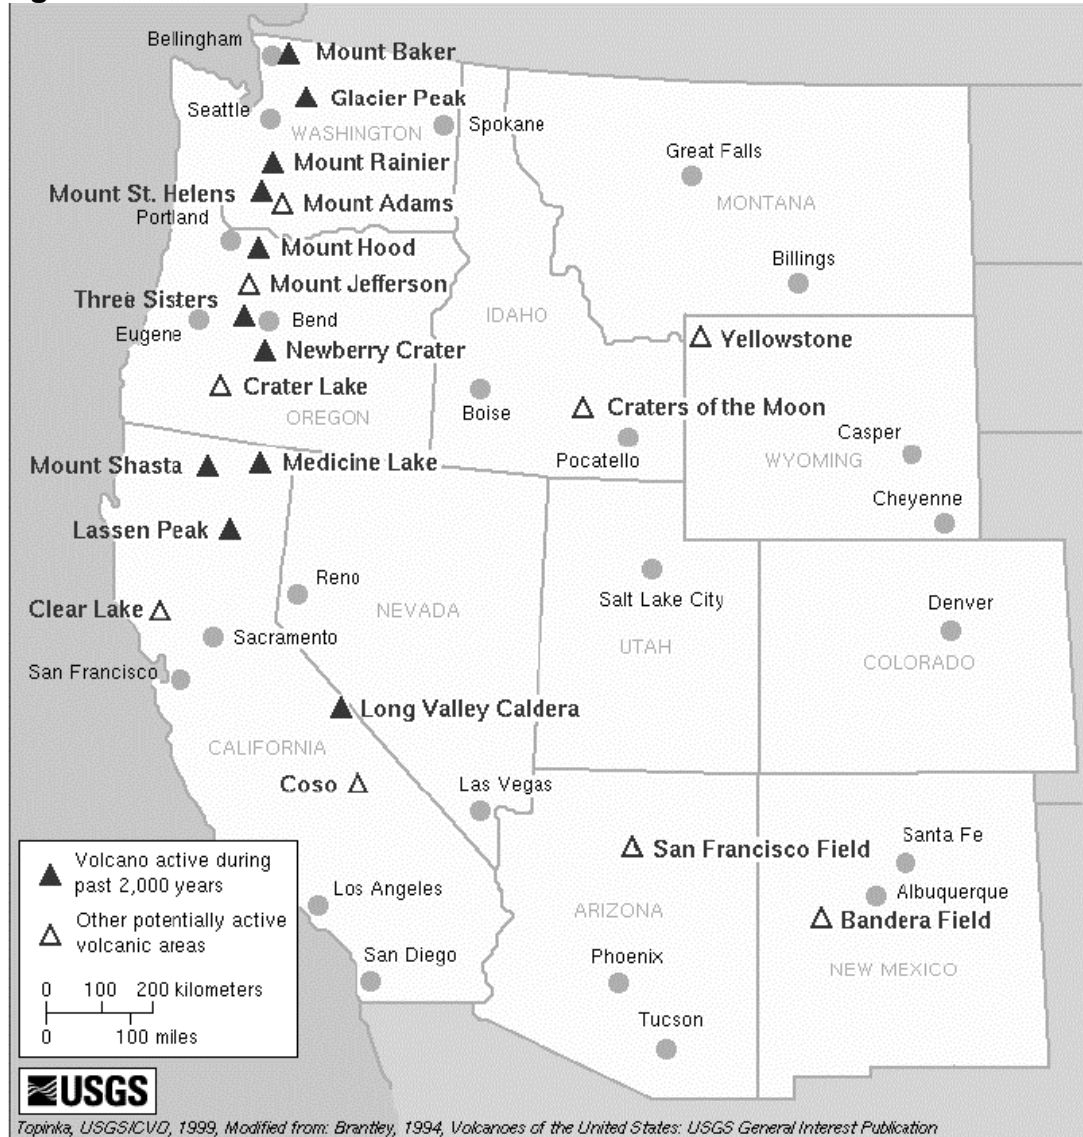 Bellingham
Mount Baker
Glacier Peak
Seattle
WASHINGTON
Spokane
Mount Rainier
Great Falls
Mount St. Helens
Mount Adams
MONTANA
Portland
Mount Hood
Billings
Mount Jefferson
Three Sisters
IDAHO
Eugene
Bend
Yellowstone
Newberry Crater
Crater Lake
OREGON
Boise
Craters of the Moon
Casper
Mount Shasta
Medicine Lake
Pocatello
WYOMING
Cheyenne
Lassen Peak
Reno
Clear Lake
NEVADA
Salt Lake City
Denver
Sacramento
UTAH
COLORADO
San Francisco
Long Valley Caldera
CALIFORNIA
Coso
Las Vegas
San Francisco Field
Santa Fe
Albuquerque
Los Angeles
ARIZONA
Bandera Field
San Diego
Phoenix
NEW MEXICO
Tucson
Volcano active during
past 2,000 years
Other potentially active
volcanic areas
0 100 200 kilometers
0 100 miles
USGS
Topinka, USGS/CVO, 1999, Modified from: Brantley, 1994, Volcanoes of the United States: USGS General Interest Publication